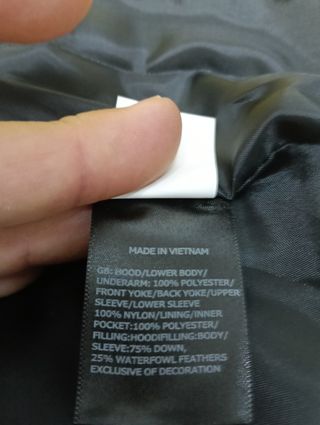 MADE IN VIETNAM
GB: HOOD/LOWER BODY/
UNDERARM: 100% POLYESTER/
FRONT YOKE/BACK YOKE/UPPER
SLEEVE/LOWER SLEEVE
100% NYLON/LINING/INNER
POCKET:100% POLYESTER/
FILLING:HOODIFILLING:BODY/
SLEEVE:75% DOWN,
25% WATERFOWL FEATHERS
EXCLUSIVE OF DECORATION